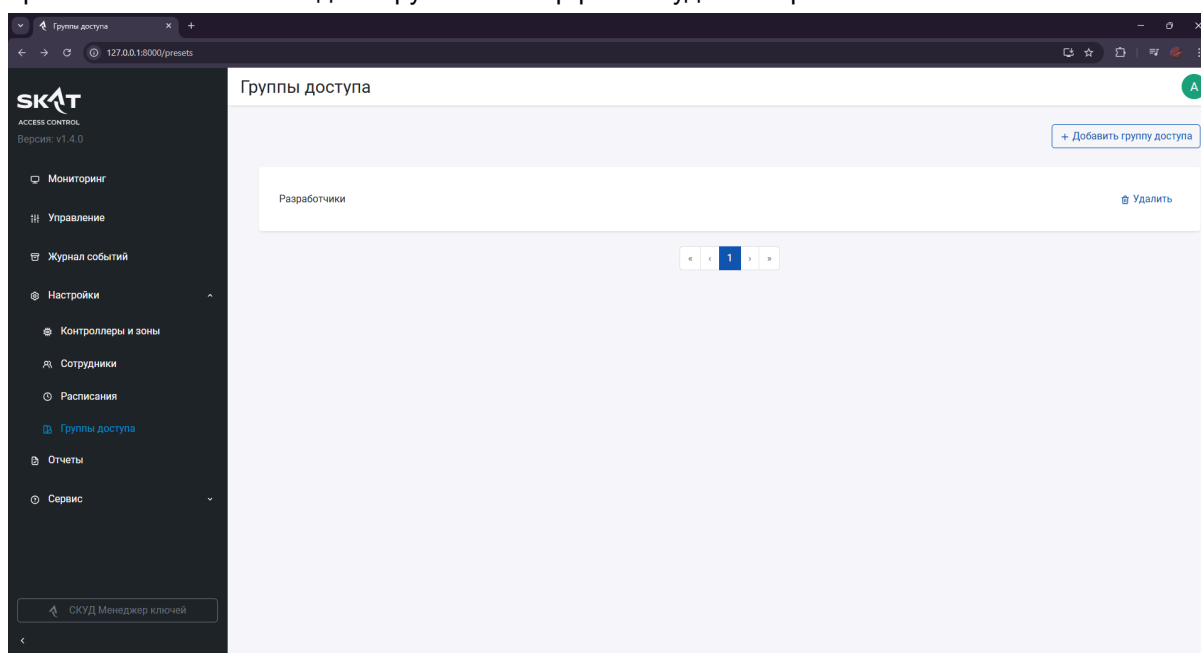 Группы доступа
127.0.0.1:8000/presets
SKAT
ACCESS CONTROL
Версия: v1.4.0
Группы доступа
A
+ Добавить группу доступа
Мониторинг
Разработчики
Удалить
Управление
Журнал событий
« ‹ 1 › »
Настройки
Контроллеры и зоны
Сотрудники
Расписания
Группы доступа
Отчеты
Сервис
СКУД Менеджер ключей